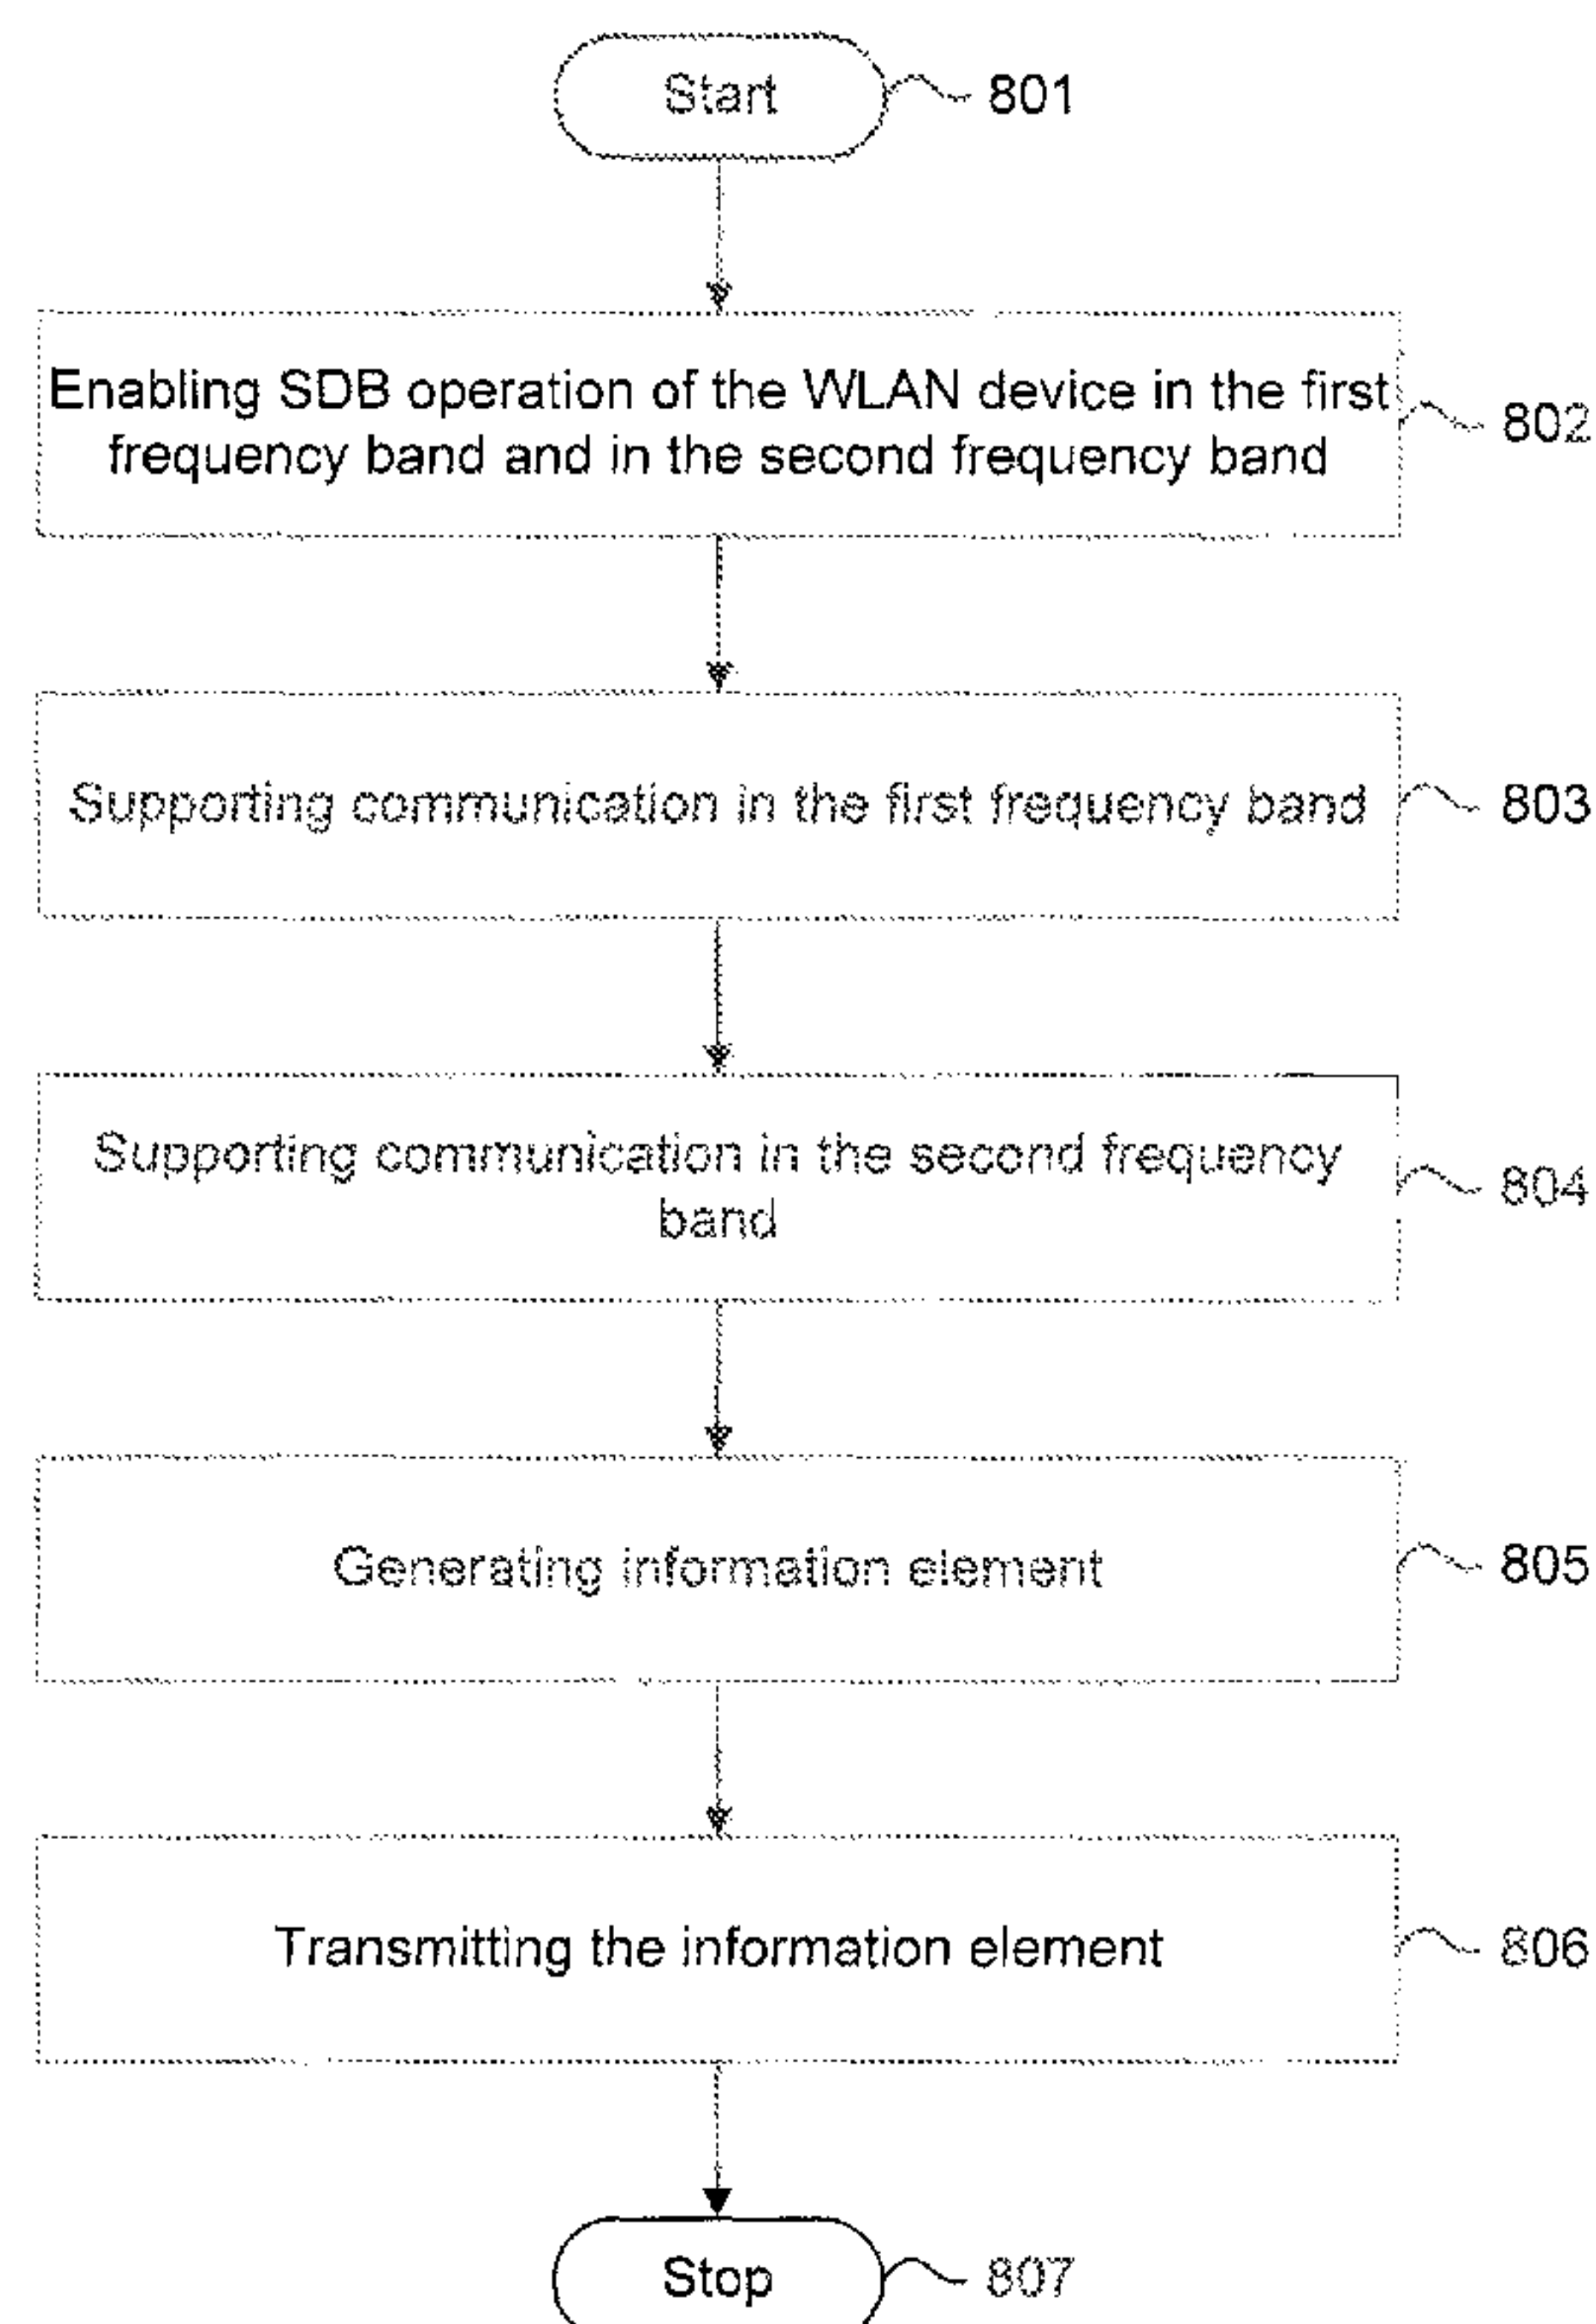 Start
801
Enabling SDB operation of the WLAN device in the first
frequency band and in the second frequency band
802
Supporting communication in the first frequency band
803
Supporting communication in the second frequency
band
804
Generating information element
805
Transmitting the information element
806
Stop
807